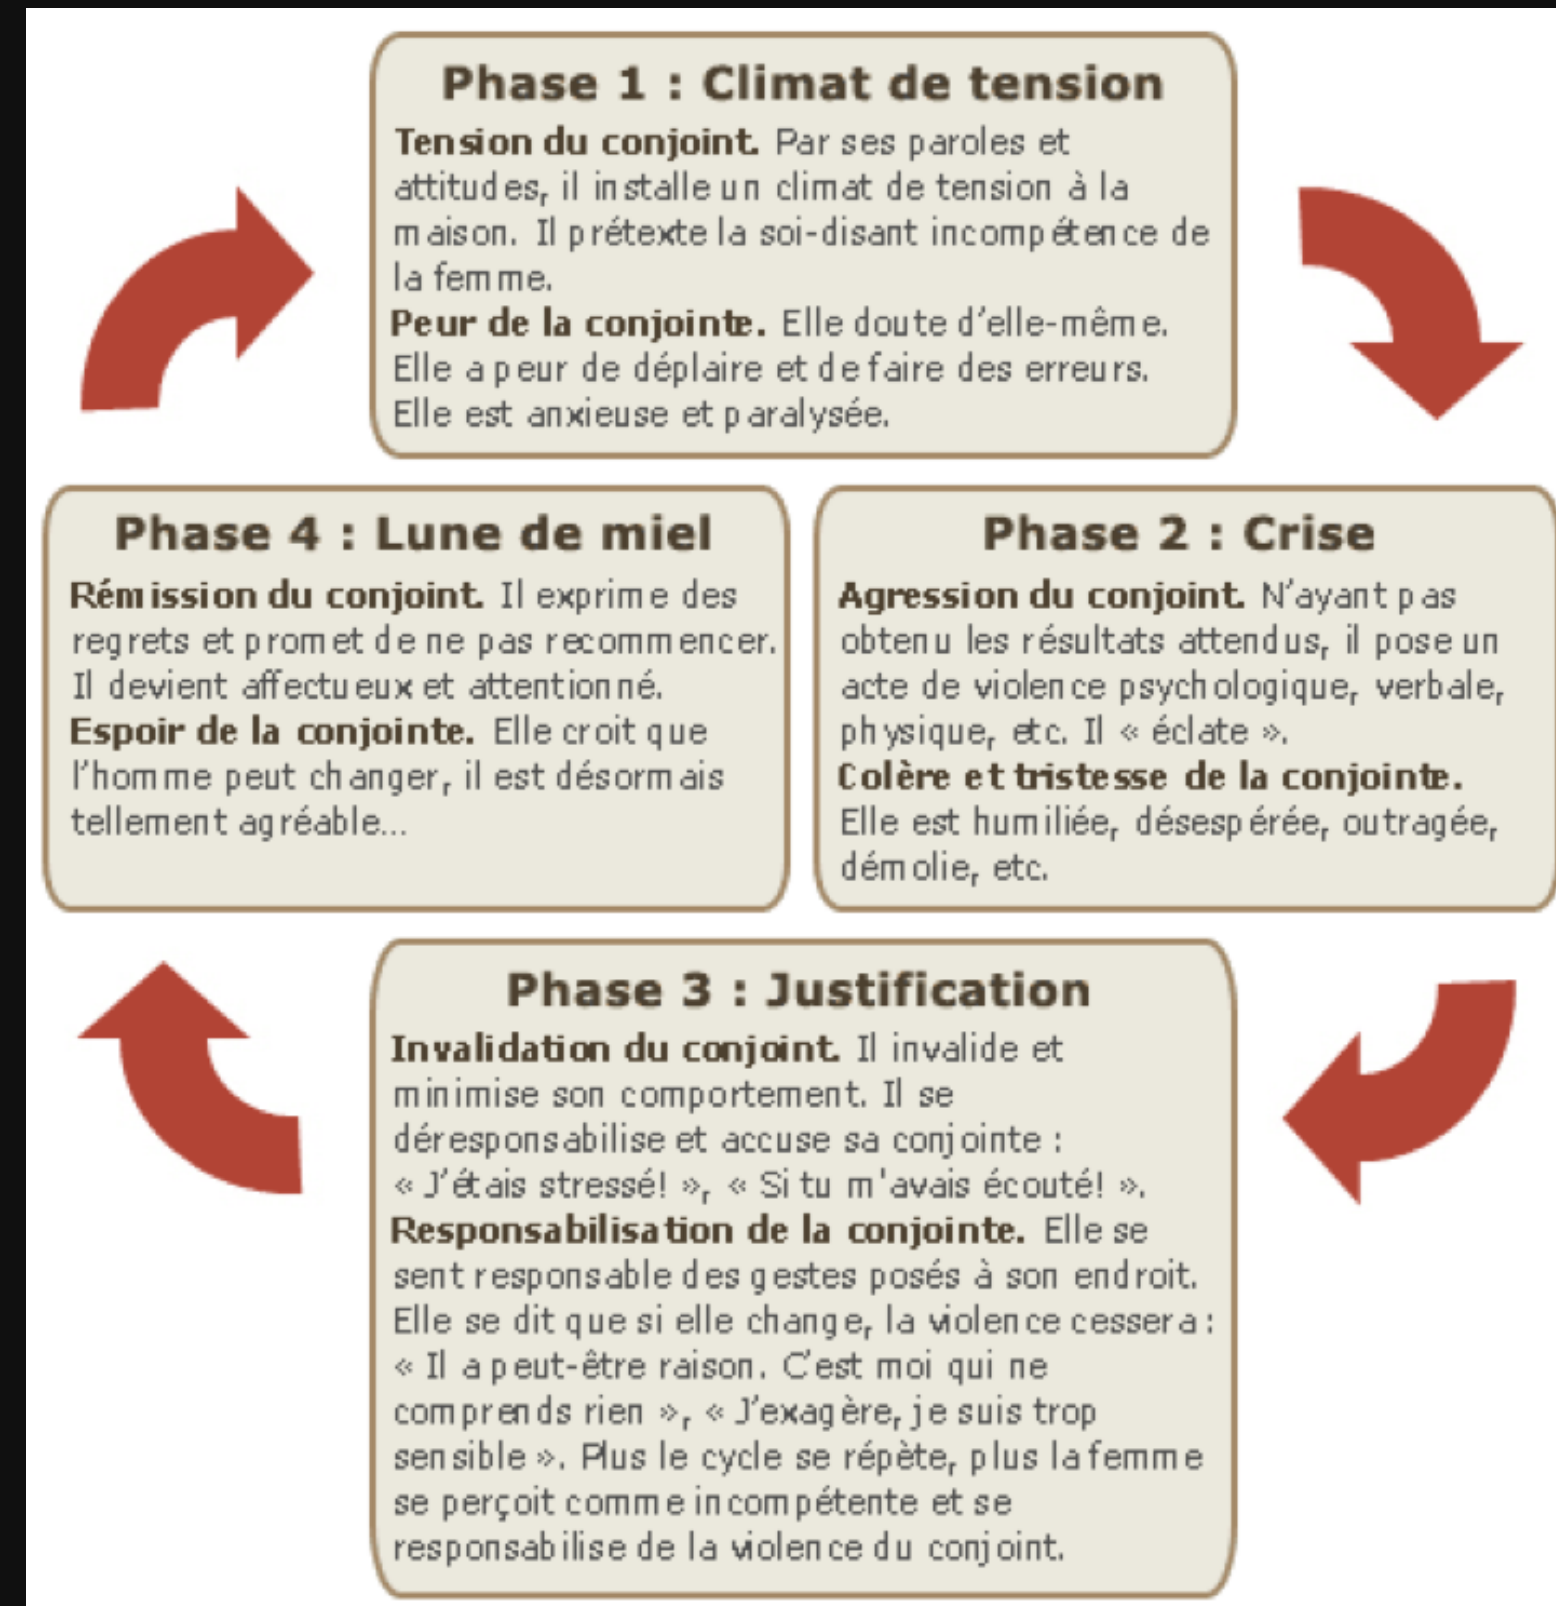 Phase 1 : Climat de tension
Tension du conjoint. Par ses paroles et
attitudes, il installe un climat de tension à la
maison. Il prétexte la soi-disant incompétence de
la femme.
Peur de la conjointe. Elle doute d'elle-même.
Elle a peur de déplaire et de faire des erreurs.
Elle est anxieuse et paralysée.
Phase 2 : Crise
Agression du conjoint. N'ayant pas
obtenu les résultats attendus, il pose un
acte de violence psychologique, verbale,
physique, etc. Il « éclate ».
Colère et tristesse de la conjointe.
Elle est humiliée, désespérée, outragée,
démolie, etc.
Phase 3 : Justification
Invalidation du conjoint. Il invalide et
minimise son comportement. Il se
déresponsabilise et accuse sa conjointe :
« J'étais stressé! », « Si tu m'avais écouté! ».
Responsabilisation de la conjointe. Elle se
sent responsable des gestes posés à son endroit.
Elle se dit que si elle change, la violence cessera :
« Il a peut-être raison. C'est moi qui ne
comprends rien », « J'exagère, je suis trop
sensible ». Plus le cycle se répète, plus la femme
se perçoit comme incompétente et se
responsabilise de la violence du conjoint.
Phase 4 : Lune de miel
Rémission du conjoint. Il exprime des
regrets et promet de ne pas recommencer.
Il devient affectueux et attentionné.
Espoir de la conjointe. Elle croit que
l'homme peut changer, il est désormais
tellement agréable...